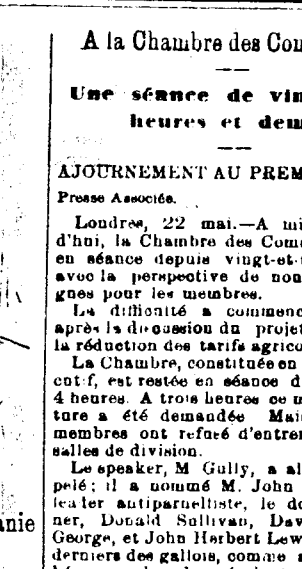 A la Chambre des Cou
Une séance de vin
heures et dem
AJOURNEMENT AU PREM
Presse Associée.
Londres, 22 mai.—A mi
d'hui, la Chambre des Com
en séance depuis vingt-et-
avec la perspective de nou
gnes pour les membres.
La difficulté a commenc
après la discussion du projet
la réduction des tarifs agrico
La Chambre, constituée en
est restée en séance d
4 heures. A trois heures ce m
ture a été demandée Mai
membres ont refusé d'entrer
salles de division.
Le speaker, M Gully, a a
pelé; il a nommé M. John
leader antiparnelliste, le do
ner, Donald Sullivan, Dav
George, et John Herbert Lew
derniers des gallois, comme
anie